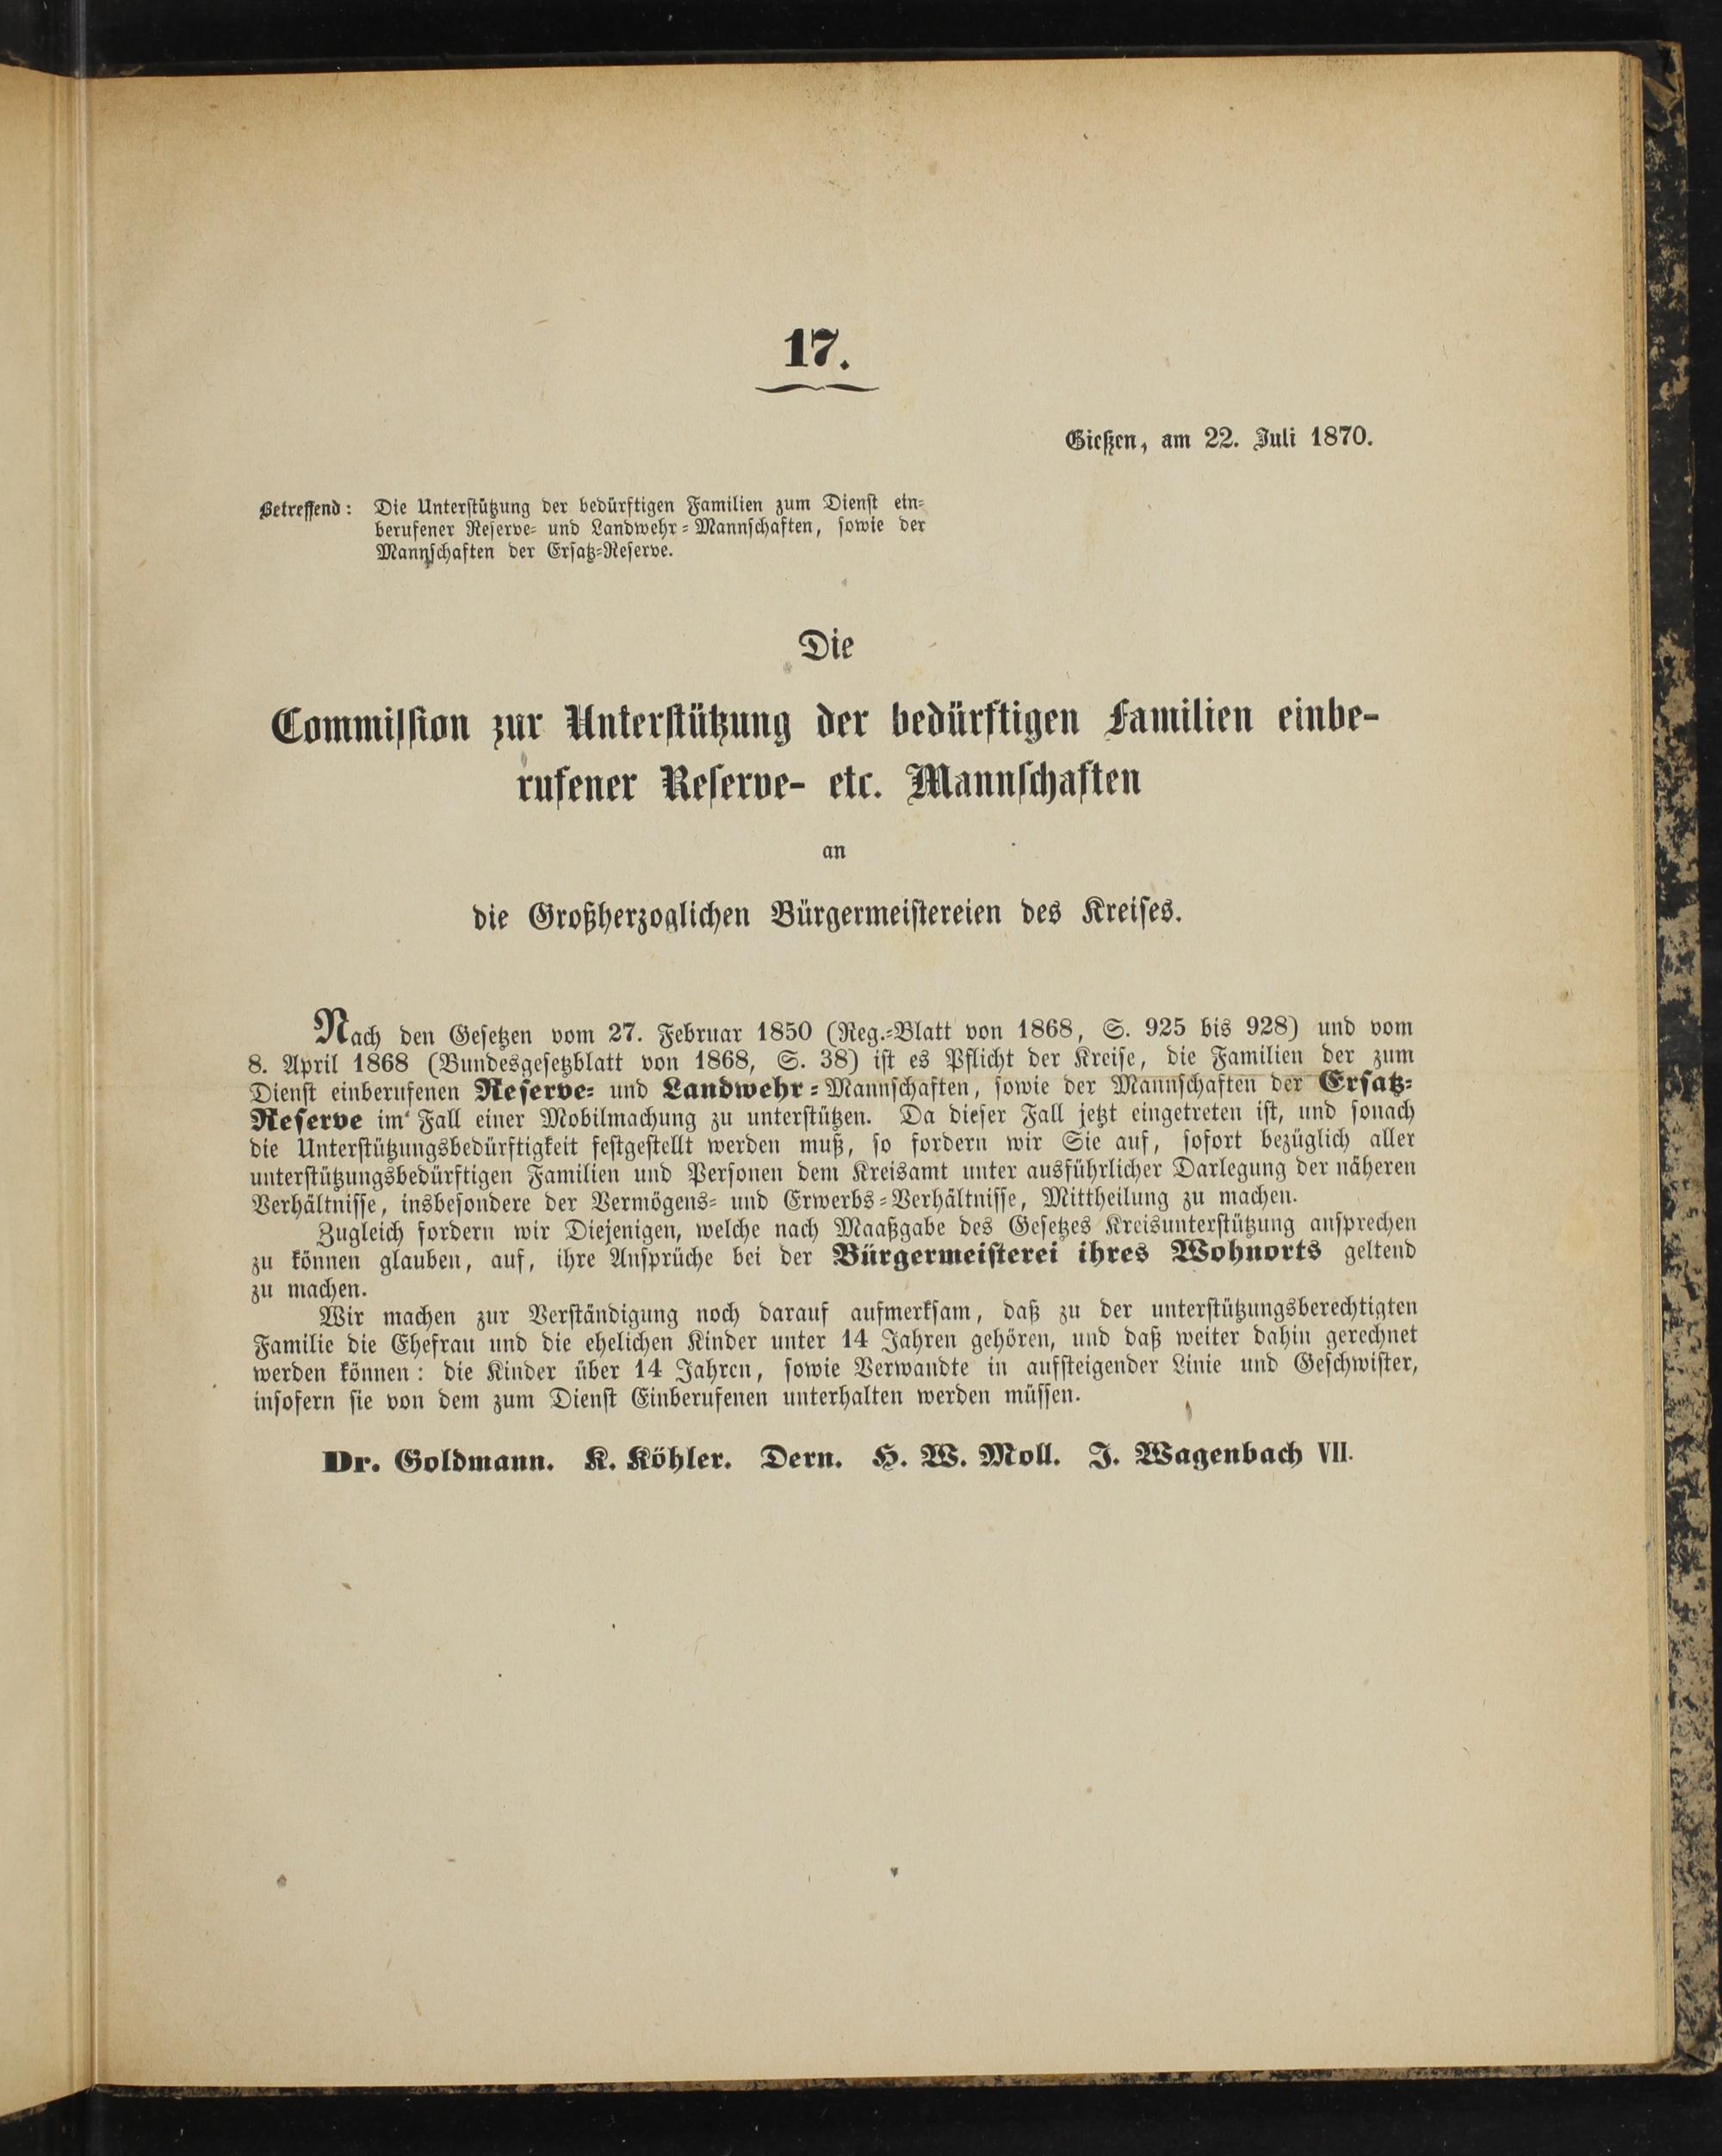 17.
Gießen, am 22. Juli 1870.
Betreffend: Die Unterstützung der bedürftigen Familien zum Dienst ein-
berufener Reserve- und Landwehr-Mannschaften, sowie der
Mannschaften der Ersatz-Reserve.
Die
Commission zur Unterstützung der bedürftigen Familien einbe-
rufener Reserve- etc. Mannschaften
an
die Großherzoglichen Bürgermeistereien des Kreises.
Nach den Gesetzen vom 27. Februar 1850 (Reg.-Blatt von 1868, S. 925 bis 928) und vom
8. April 1868 (Bundesgesetzblatt von 1868, S. 38) ist es Pflicht der Kreise, die Familien der zum
Dienst einberufenen Reserve- und Landwehr-Mannschaften, sowie der Mannschaften der Ersatz-
Reserve im Fall einer Mobilmachung zu unterstützen. Da dieser Fall jetzt eingetreten ist, und sonach
die Unterstützungsbedürftigkeit festgestellt werden muß, so fordern wir Sie auf, sofort bezüglich aller
unterstützungsbedürftigen Familien und Personen dem Kreisamt unter ausführlicher Darlegung der näheren
Verhältnisse, insbesondere der Vermögens- und Erwerbs-Verhältnisse, Mittheilung zu machen.
Zugleich fordern wir Diejenigen, welche nach Maaßgabe des Gesetzes Kreisunterstützung ansprechen
zu können glauben, auf, ihre Ansprüche bei der Bürgermeisterei ihres Wohnorts geltend
zu machen.
Wir machen zur Verständigung noch darauf aufmerksam, daß zu der unterstützungsberechtigten
Familie die Ehefrau und die ehelichen Kinder unter 14 Jahren gehören, und daß weiter dahin gerechnet
werden können: die Kinder über 14 Jahren, sowie Verwandte in aufsteigender Linie und Geschwister,
insofern sie von dem zum Dienst Einberufenen unterhalten werden müssen.
Dr. Goldmann. K. Köhler. Dern. H. W. Moll. J. Wagenbach VII.